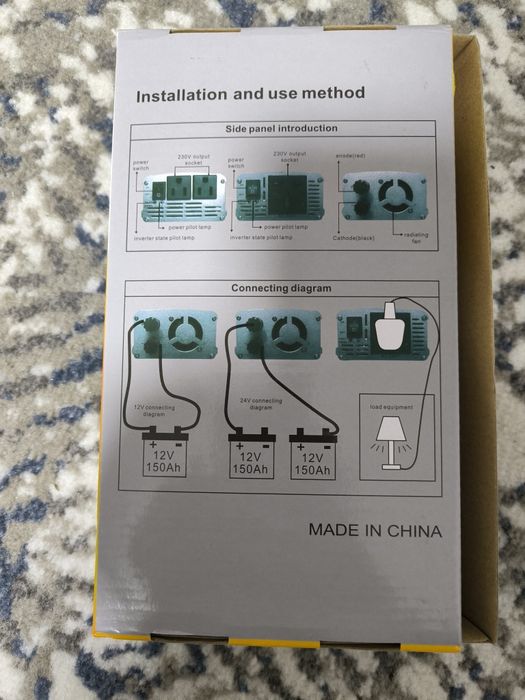 Installation and use method
Side panel introduction
power
switch
230V output
socket
power pilot lamp
inverter state pilot lamp
power
switch
230V output
socket
power pilot lamp
inverter state pilot lamp
anode(red)
Cathode(black)
radiating
fan
Connecting diagram
12V connecting
diagram
+ -
12V
150Ah
24V connecting
diagram
+ -
12V
150Ah
+ -
12V
150Ah
load equipment
MADE IN CHINA